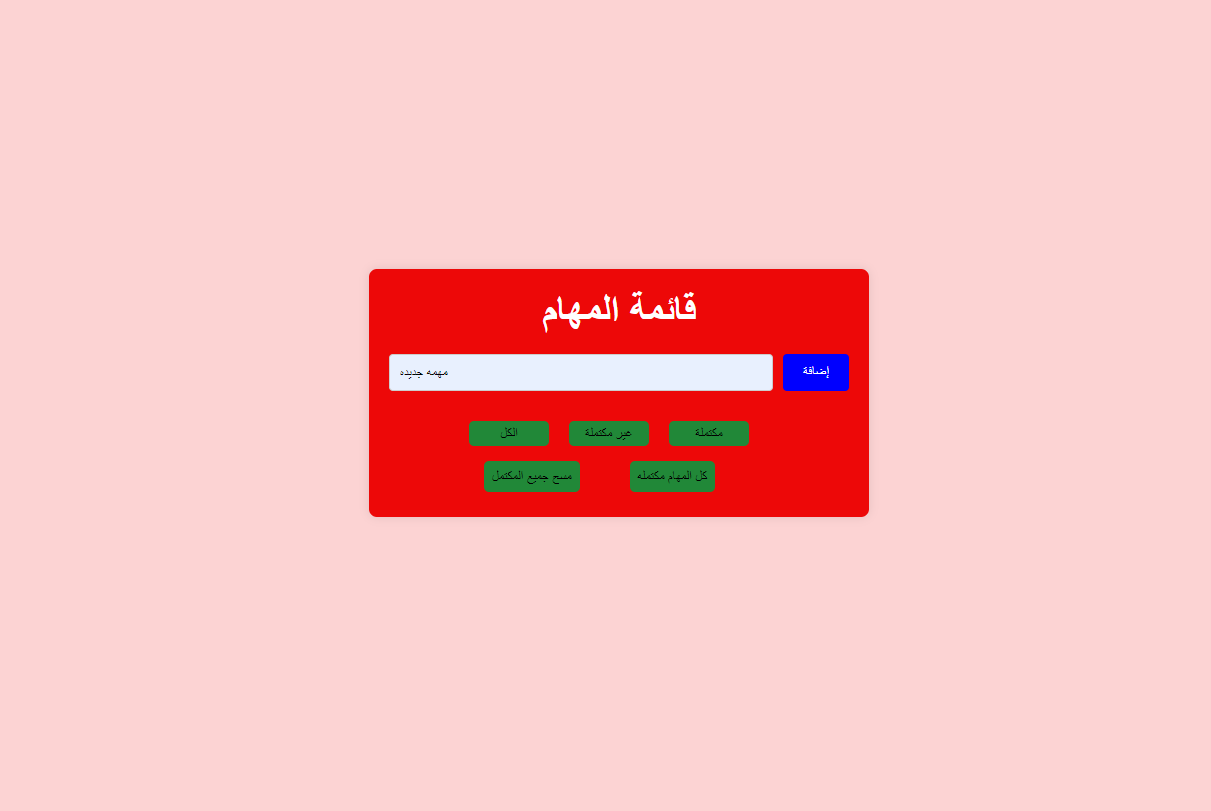 قائمة المهام
إضافة
مهمه جديده
مكتملة
غير مكتملة
الكل
كل المهام مكتمله
مسح جميع المكتمل